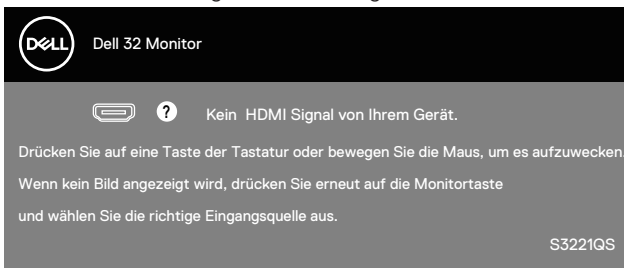 DELL
Dell 32 Monitor
? Kein HDMI Signal von Ihrem Gerät.
Drücken Sie auf eine Taste der Tastatur oder bewegen Sie die Maus, um es aufzuwecken.
Wenn kein Bild angezeigt wird, drücken Sie erneut auf die Monitortaste
und wählen Sie die richtige Eingangsquelle aus.
S3221QS